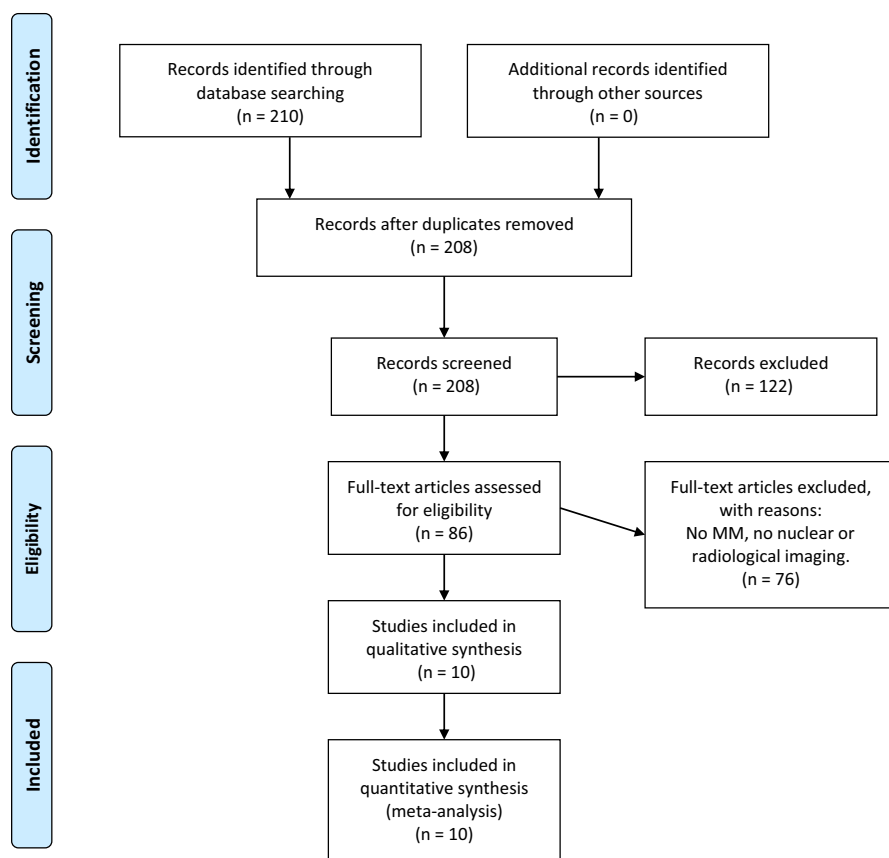 Identification
Records identified through
database searching
(n = 210)
Additional records identified
through other sources
(n = 0)
Records after duplicates removed
(n = 208)
Screening
Records screened
(n = 208)
Records excluded
(n = 122)
Eligibility
Full-text articles assessed
for eligibility
(n = 86)
Full-text articles excluded,
with reasons:
No MM, no nuclear or
radiological imaging.
(n = 76)
Studies included in
qualitative synthesis
(n = 10)
Included
Studies included in
quantitative synthesis
(meta-analysis)
(n = 10)